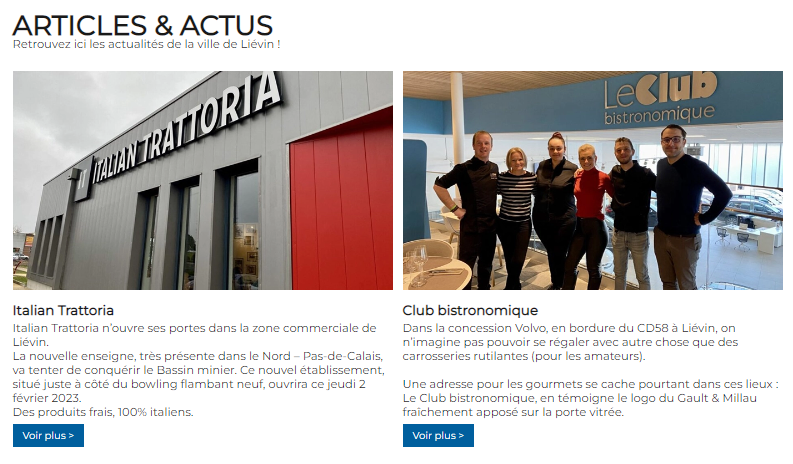 ARTICLES & ACTUS
Retrouvez ici les actualités de la ville de Liévin !
ITALIAN TRATTORIA
LeClub
bistronomique
Italian Trattoria
Italian Trattoria n’ouvre ses portes dans la zone commerciale de
Liévin.
La nouvelle enseigne, très présente dans le Nord – Pas-de-Calais,
va tenter de conquérir le Bassin minier. Ce nouvel établissement,
situé juste à côté du bowling flambant neuf, ouvrira ce jeudi 2
février 2023.
Des produits frais, 100% italiens.
Voir plus >
Club bistronomique
Dans la concession Volvo, en bordure du CD58 à Liévin, on
n’imagine pas pouvoir se régaler avec autre chose que des
carrosseries rutilantes (pour les amateurs).
Une adresse pour les gourmets se cache pourtant dans ces lieux :
Le Club bistronomique, en témoigne le logo du Gault & Millau
fraîchement apposé sur la porte vitrée.
Voir plus >